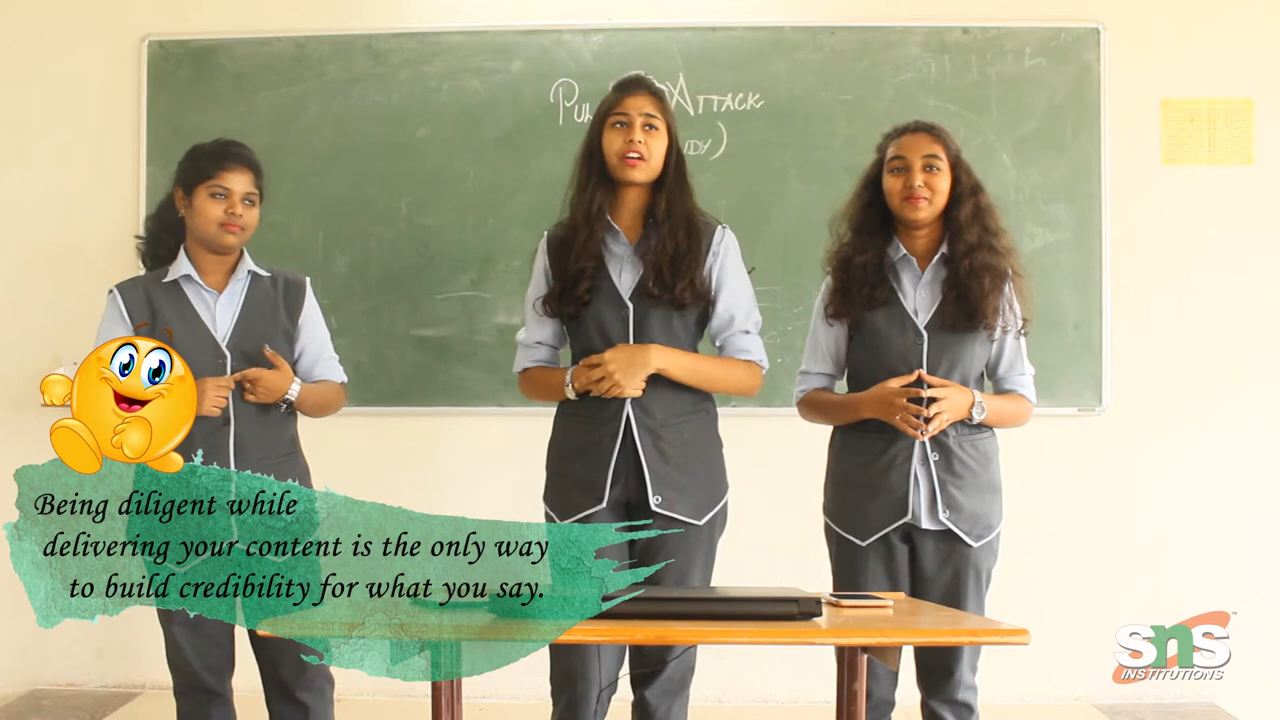 ATTACK
Being diligent while
delivering your content is the only way
to build credibility for what you say.
SNS
INSTITUTIONS